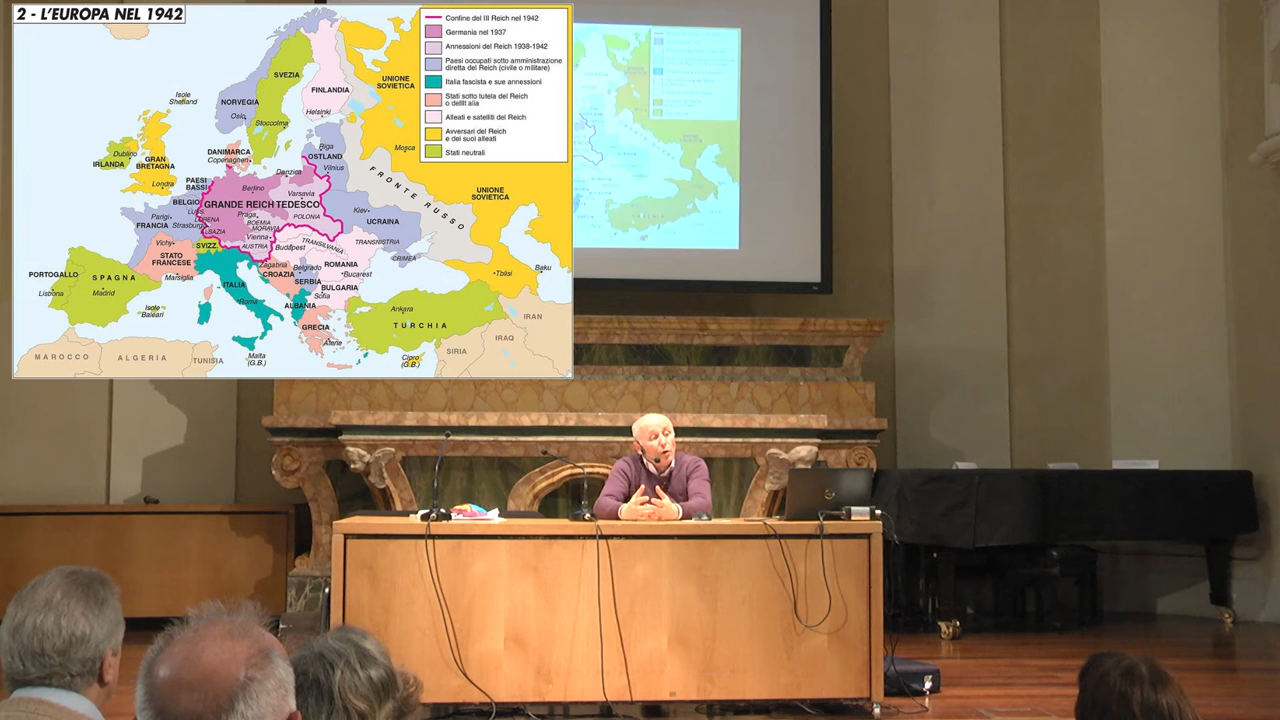 2 - L'EUROPA NEL 1942
Confine del III Reich nel 1942
Germania nel 1937
Annessioni del Reich 1938-1942
Paesi occupati sotto amministrazione
diretta del Reich (civile o militare)
Italia fascista e sue annessioni
Stati sotto tutela del Reich
o dell'Italia
Alleati e satelliti del Reich
Avversari del Reich
e dei suoi alleati
Stati neutrali
SVEZIA
UNIONE
SOVIETICA
FINLANDIA
Isole
Shetland
NORVEGIA
Oslo
Helsinki
Stoccolma
Mosca
Riga
DANIMARCA
Copenaghen
OSTLAND
Dublino
IRLANDA
GRAN
BRETAGNA
Vilnius
Danzica
FRONTE RUSSO
Londra
PAESI
BASSI
Berlino
Varsavia
UNIONE
SOVIETICA
BELGIO
GRANDE REICH TEDESCO
LUSS.
Parigi
LORENA
Praga
POLONIA
Kiev
UCRAINA
FRANCIA
Strasburgo
ALSAZIA
BOEMIA
MORAVIA
Vienna
Vichy
SVIZZ.
AUSTRIA
Budapest
TRANSILVANIA
TRANSNISTRIA
STATO
FRANCESE
CRIMEA
Zagabria
ROMANIA
Marsiglia
CROAZIA
Belgrado
Bucarest
Tbilisi
Baku
PORTOGALLO
SPAGNA
ITALIA
SERBIA
BULGARIA
Lisbona
Madrid
Roma
Sofia
ALBANIA
Isole
Baleari
Ankara
IRAN
GRECIA
TURCHIA
Atene
IRAQ
MAROCCO
ALGERIA
TUNISIA
Malta
(G.B.)
Cipro
(G.B.)
SIRIA